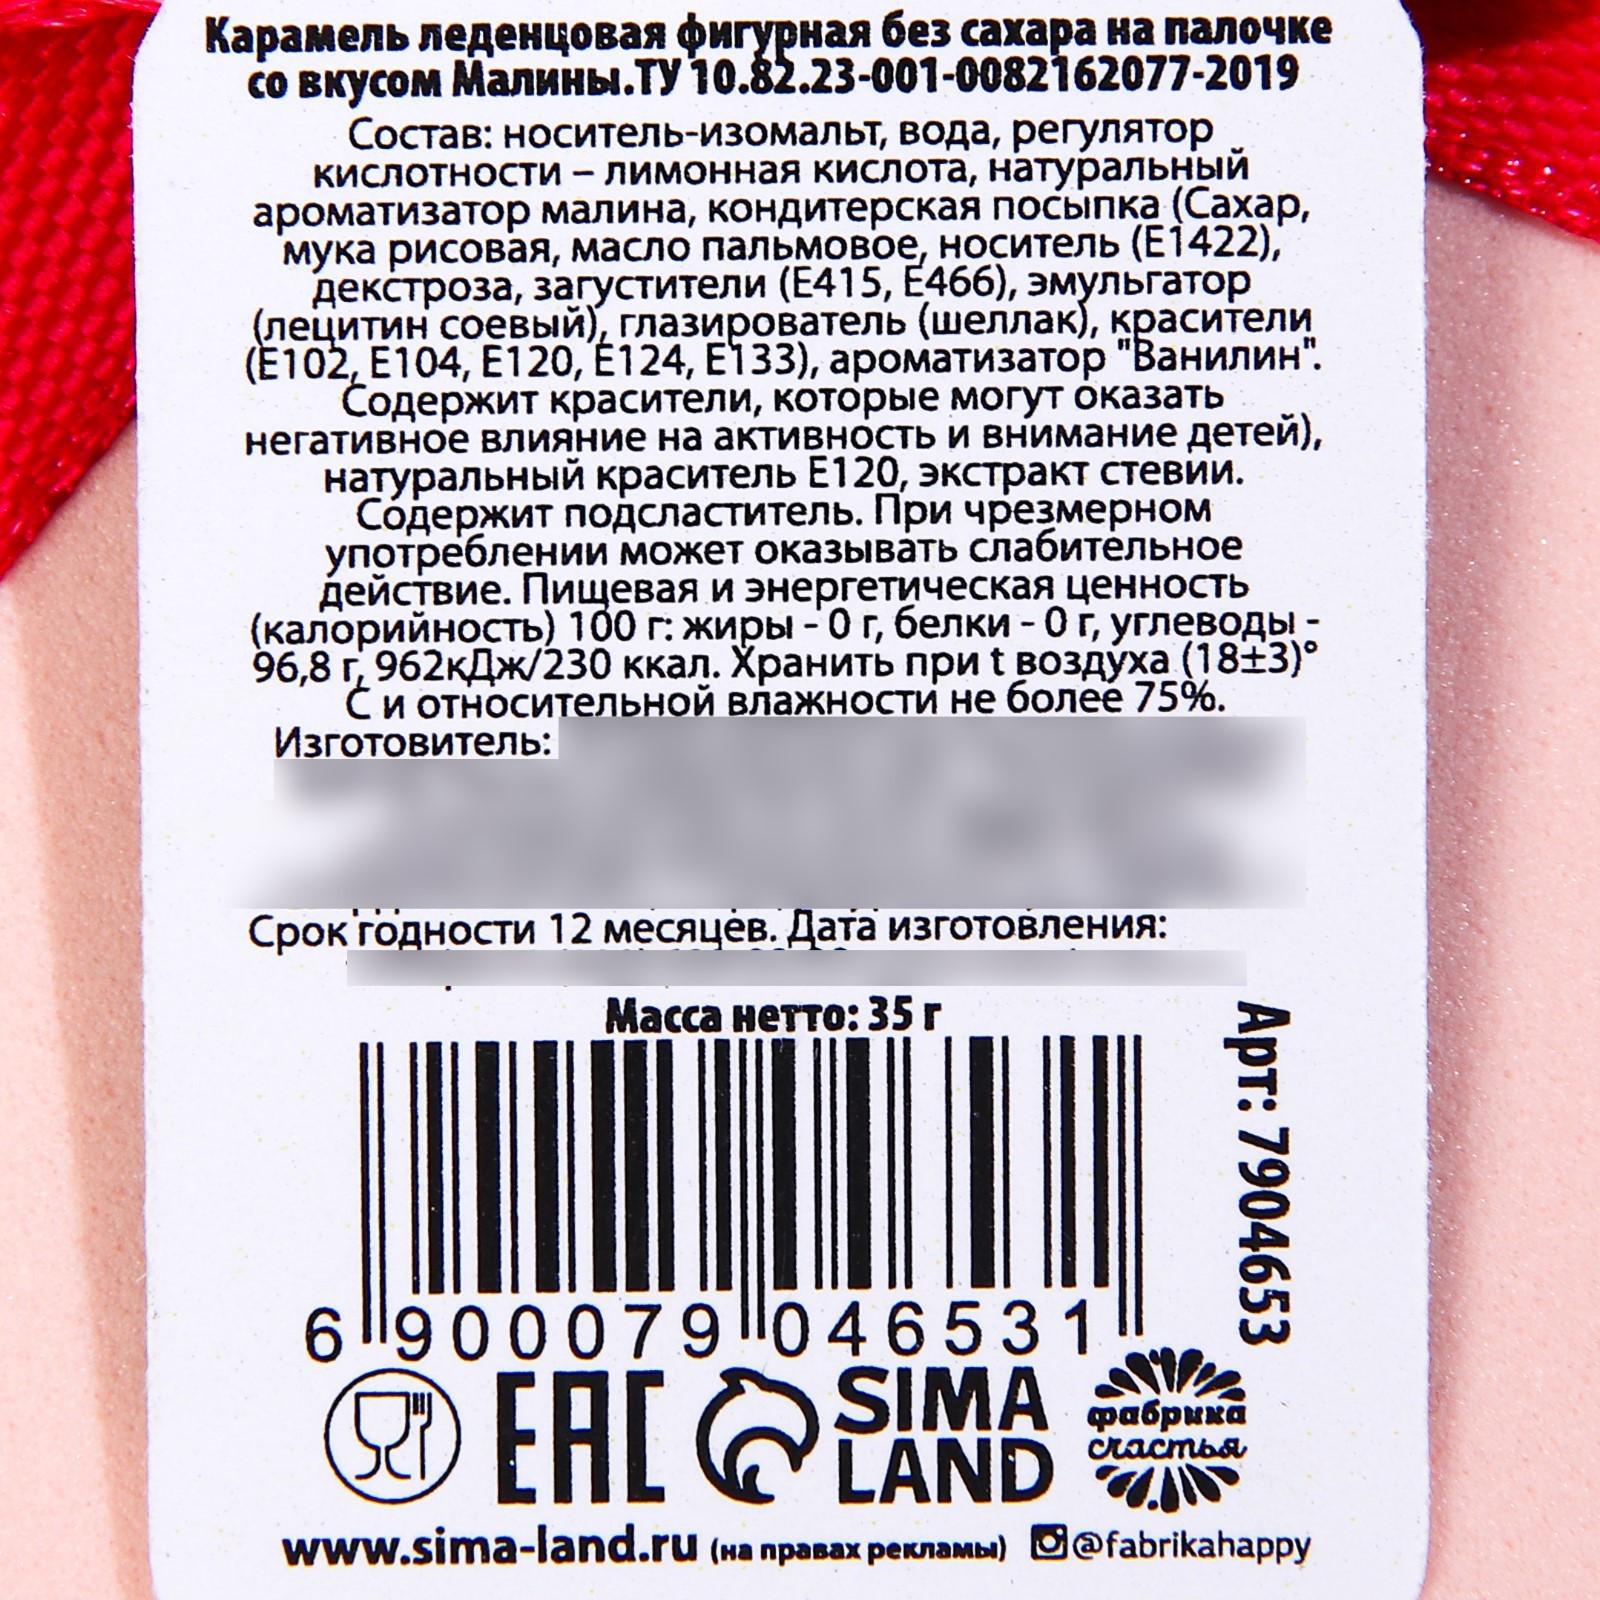 Карамель леденцовая фигурная без сахара на палочке
со вкусом Малины.ТУ 10.82.23-001-0082162077-2019
Состав: носитель-изомальт, вода, регулятор
кислотности – лимонная кислота, натуральный
ароматизатор малина, кондитерская посыпка (Сахар,
мука рисовая, масло пальмовое, носитель (Е1422),
декстроза, загустители (Е415, Е466), эмульгатор
(лецитин соевый), глазирователь (шеллак), красители
(Е102, Е104, Е120, Е124, Е133), ароматизатор "Ванилин".
Содержит красители, которые могут оказать
негативное влияние на активность и внимание детей),
натуральный краситель Е120, экстракт стевии.
Содержит подсластитель. При чрезмерном
употреблении может оказывать слабительное
действие. Пищевая и энергетическая ценность
(калорийность) 100 г: жиры - 0 г, белки - 0 г, углеводы -
96,8 г, 962кДж/230 ккал. Хранить при t воздуха (18±3)°
С и относительной влажности не более 75%.
Изготовитель:
Срок годности 12 месяцев. Дата изготовления:
Масса нетто: 35 г
Арт: 7904653
6 900079 046531
EAC
SIMA
LAND
фабрика
счастья
www.sima-land.ru (на правах рекламы) @fabrikahappy